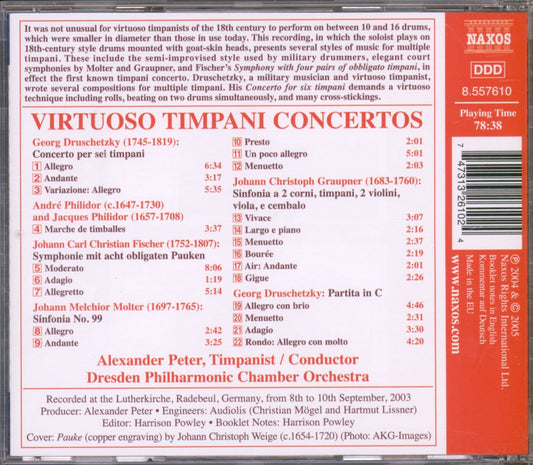 It was not unusual for virtuoso timpanists of the 18th century to perform on between 10 and 16 drums,
which were smaller in diameter than those in use today. This recording, in which the soloist plays on
18th-century style drums mounted with goat-skin heads, presents several styles of music for multiple
timpani. These include the semi-improvised style used by military drummers, elegant court
symphonies by Molter and Graupner, and Fischer's Symphony with four pairs of obbligato timpani, in
effect the first known timpani concerto. Druschetzky, a military musician and virtuoso timpanist,
wrote several compositions for multiple timpani. His Concerto for six timpani demands a virtuoso
technique including rolls, beating on two drums simultaneously, and many cross-stickings.
VIRTUOSO TIMPANI CONCERTOS
Georg Druschetzky (1745-1819):
Concerto per sei timpani
1 Allegro 6:34
2 Andante 3:17
3 Variazione: Allegro 5:35
André Philidor (c.1647-1730)
and Jacques Philidor (1657-1708)
4 Marche de timballes 3:37
Johann Carl Christian Fischer (1752-1807):
Symphonie mit acht obligaten Pauken
5 Moderato 8:06
6 Adagio 1:19
7 Allegretto 5:14
Johann Melchior Molter (1697-1765):
Sinfonia No. 99
8 Allegro 2:42
9 Andante 3:25
10 Presto 2:01
11 Un poco allegro 5:01
12 Menuetto 2:03
Johann Christoph Graupner (1683-1760):
Sinfonia a 2 corni, timpani, 2 violini,
viola, e cembalo
13 Vivace 3:07
14 Largo e piano 2:16
15 Menuetto 2:37
16 Bourée 2:19
17 Air: Andante 2:01
18 Gigue 2:26
Georg Druschetzky: Partita in C
19 Allegro con brio 4:46
20 Menuetto 2:31
21 Adagio 3:30
22 Rondo: Allegro con molto 4:20
Alexander Peter, Timpanist / Conductor
Dresden Philharmonic Chamber Orchestra
Recorded at the Lutherkirche, Radebeul, Germany, from 8th to 10th September, 2003
Producer: Alexander Peter • Engineers: Audiolis (Christian Mögel and Hartmut Lissner)
Editor: Harrison Powley • Booklet Notes: Harrison Powley
Cover: Pauke (copper engraving) by Johann Christoph Weige (c.1654-1720) (Photo: AKG-Images)
NAXOS
DDD
8.557610
Playing Time
78:38
7 47313 26102 4
www.naxos.com
Made in the EU
Kommentar auf Deutsch
Booklet notes in English
Naxos Rights International Ltd.
℗ 2004 & © 2005